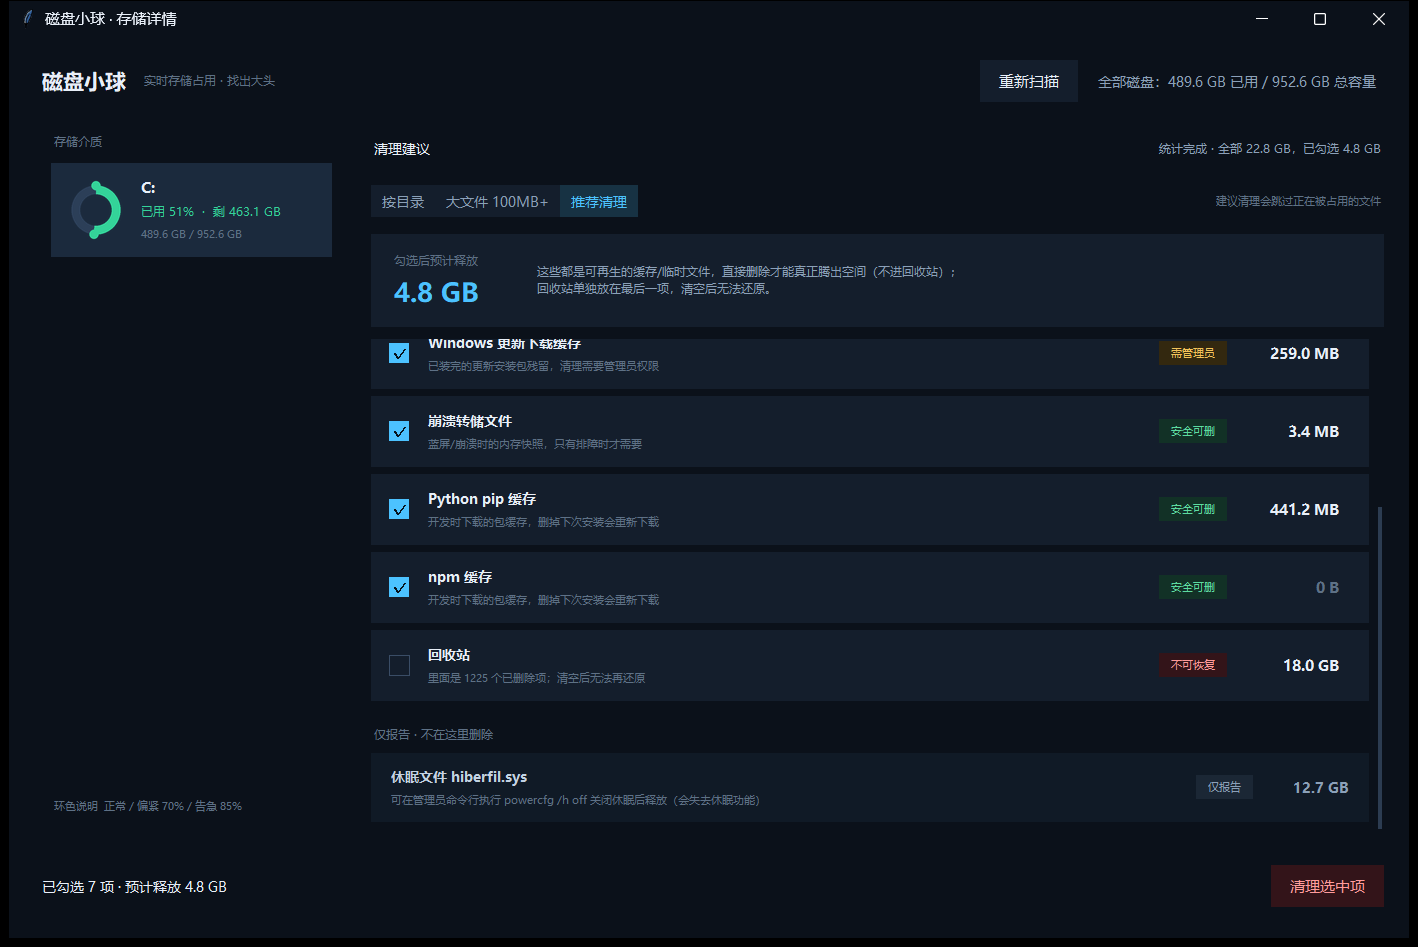 磁盘小球 · 存储详情
磁盘小球 实时存储占用 · 找出大头
重新扫描 全部磁盘：489.6 GB 已用 / 952.6 GB 总容量
存储介质
C:
已用 51% · 剩 463.1 GB
489.6 GB / 952.6 GB
环色说明 正常 / 偏紧 70% / 告急 85%
清理建议 统计完成 · 全部 22.8 GB，已勾选 4.8 GB
按目录 大文件 100MB+ 推荐清理 建议清理会跳过正在被占用的文件
勾选后预计释放
4.8 GB
这些都是可再生的缓存/临时文件，直接删除才能真正腾出空间（不进回收站）；
回收站单独放在最后一项，清空后无法还原。
Windows 更新下载缓存
已装完的更新安装包残留，清理需要管理员权限
需管理员 259.0 MB
崩溃转储文件
蓝屏/崩溃时的内存快照，只有排障时才需要
安全可删 3.4 MB
Python pip 缓存
开发时下载的包缓存，删掉下次安装会重新下载
安全可删 441.2 MB
npm 缓存
开发时下载的包缓存，删掉下次安装会重新下载
安全可删 0 B
回收站
里面是 1225 个已删除项；清空后无法再还原
不可恢复 18.0 GB
仅报告 · 不在这里删除
休眠文件 hiberfil.sys
可在管理员命令行执行 powercfg /h off 关闭休眠后释放（会失去休眠功能）
仅报告 12.7 GB
已勾选 7 项 · 预计释放 4.8 GB
清理选中项